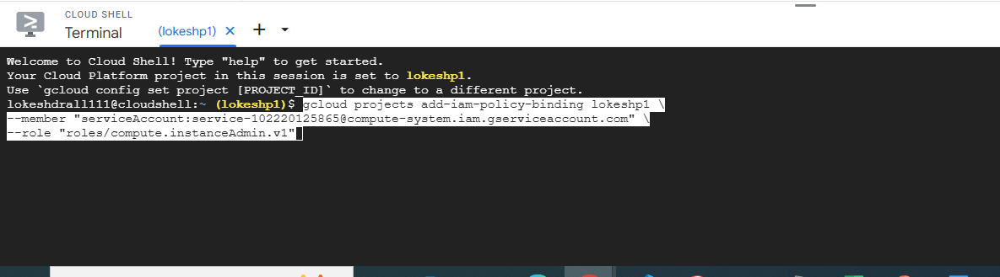 CLOUD SHELL
Terminal
(lokeshp1) × + ▾
Welcome to Cloud Shell! Type "help" to get started.
Your Cloud Platform project in this session is set to lokeshp1.
Use `gcloud config set project [PROJECT_ID]` to change to a different project.
lokeshdrall111@cloudshell:~ (lokeshp1)$ gcloud projects add-iam-policy-binding lokeshp1 \
--member "serviceAccount:service-1022201258650@compute-system.iam.gserviceaccount.com" \
--role "roles/compute.instanceAdmin.v1"